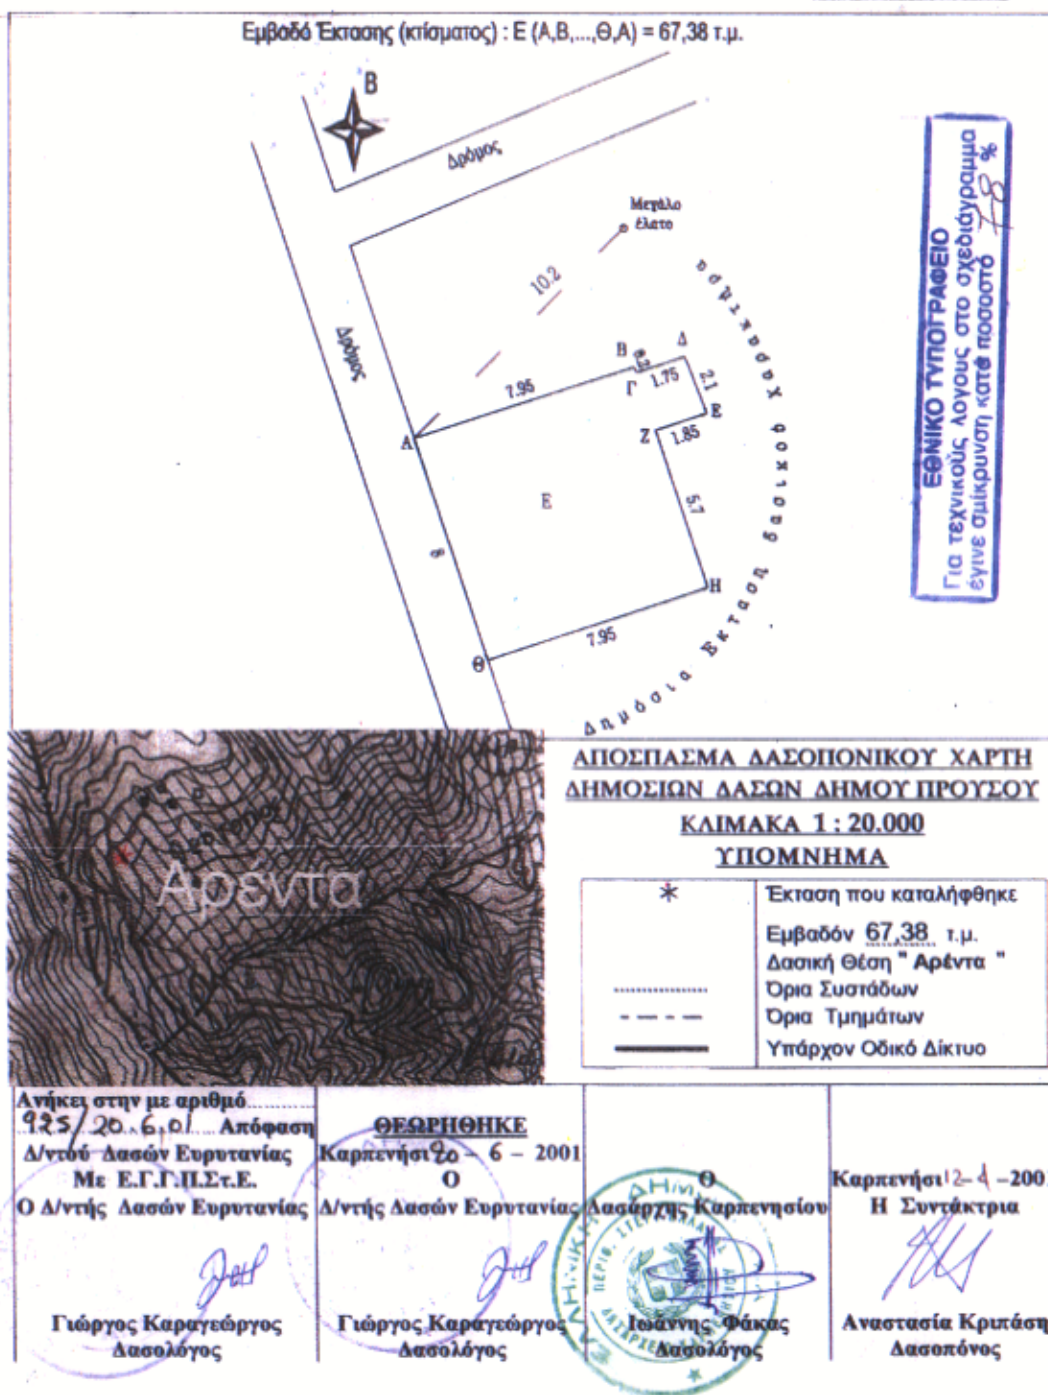 Εμβαδό Έκτασης (κτίσματος) : Ε (Α,Β,...,Θ,Α) = 67,38 τ.μ.
Β
Δρόμος
Μεγάλο
έλατο
10.2
Δρόμος
Β
0.2
Δ
7.95
Γ
1.75
2.1
Ε
Α
Ζ
1.85
Ε
5.7
8
Η
7.95
Θ
Δημόσια Έκταση δασικού Χαρακτήρα
ΕΘΝΙΚΟ ΤΥΠΟΓΡΑΦΕΙΟ
Για τεχνικούς λόγους στο σχεδιάγραμμα
έγινε σμίκρυνση κατά ποσοστό 78 %
ΑΠΟΣΠΑΣΜΑ ΔΑΣΟΠΟΝΙΚΟΥ ΧΑΡΤΗ
ΔΗΜΟΣΙΩΝ ΔΑΣΩΝ ΔΗΜΟΥ ΠΡΟΥΣΟΥ
ΚΛΙΜΑΚΑ 1 : 20.000
ΥΠΟΜΝΗΜΑ
Αρέντα
* Έκταση που καταλήφθηκε
Εμβαδόν 67,38 τ.μ.
Δασική Θέση " Αρέντα "
Όρια Συστάδων
Όρια Τμημάτων
Υπάρχον Οδικό Δίκτυο
Ανήκει στην με αριθμό
925/20.6.01 Απόφαση
Δ/ντού Δασών Ευρυτανίας
Με Ε.Γ.Γ.Π.Στ.Ε.
Ο Δ/ντής Δασών Ευρυτανίας
Γιώργος Καραγεώργος
Δασολόγος
ΘΕΩΡΗΘΗΚΕ
Καρπενήσι 20 - 6 - 2001
Ο
Δ/ντής Δασών Ευρυτανίας
Γιώργος Καραγεώργος
Δασολόγος
Ο
Δασάρχης Καρπενησίου
Ιωάννης Φάκας
Δασολόγος
Καρπενήσι 12-4-200
Η Συντάκτρια
Αναστασία Κριπάση
Δασοπόνος